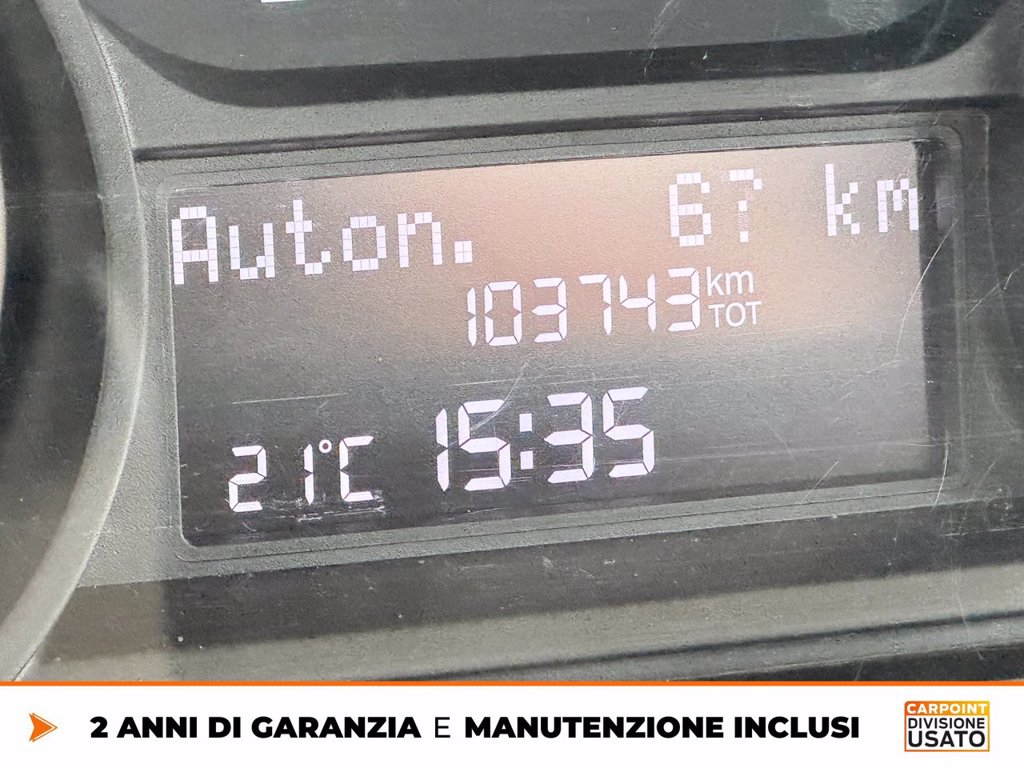 Auton. 67 km
103743 km TOT
21°C 15:35
2 ANNI DI GARANZIA E MANUTENZIONE INCLUSI
CARPOINT
DIVISIONE
USATO